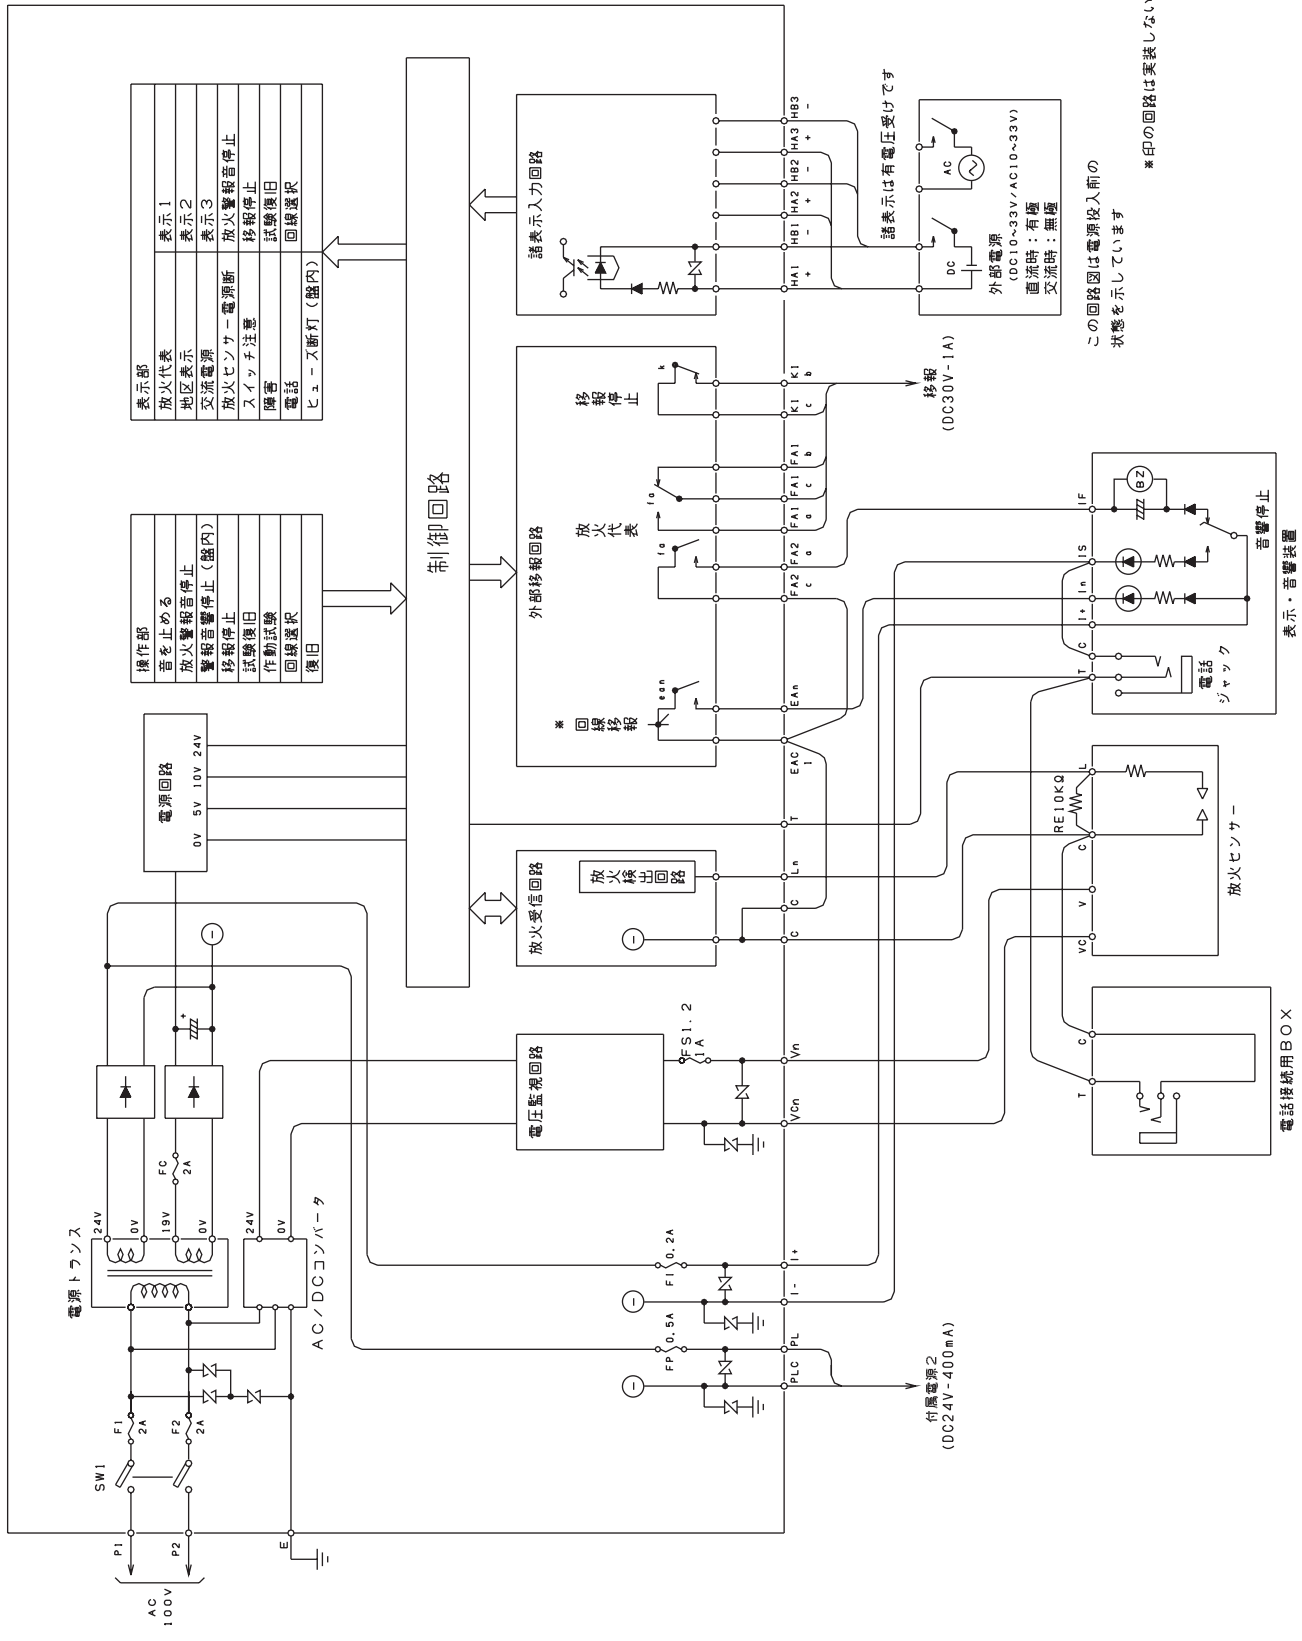 AC
100V
P1
P2
E
SW1
F1
2A
F2
2A
電源トランス
24V
0V
19V
0V
FC
2A
AC/DCコンバータ
24V
0V
電源回路
0V 5V 10V 24V
操作部
音を止める
放火警報音停止
警報音響停止(盤内)
移報停止
試験復旧
作動試験
回線選択
復旧
表示部
放火代表
表示1
地区表示
表示2
交流電源
表示3
放火センサー電源断
放火警報音停止
スイッチ注意
移報停止
障害
試験復旧
電話
回線選択
ヒューズ断灯(盤内)
制御回路
電圧監視回路
FS1.2
1A
Vn
VCn
放火受信回路
放火検出回路
Ln
C
C
T
外部移報回路
※
回線移報
ean
EAn
EAC
1
放火代表
fa
fa
FA2
c
FA2
a
FA1
a
FA1
c
FA1
b
移報停止
k
K1
c
K1
b
諸表示入力回路
HA1
+
HB1
-
HA2
+
HB2
-
HA3
+
HB3
-
FP 0.5A
PL
PLC
FI 0.2A
I+
I-
付属電源2
(DC24V-400mA)
移報
(DC30V-1A)
諸表示は有電圧受けです
DC
AC
外部電源
(DC10~33V/AC10~33V)
直流時:有極
交流時:無極
この回路図は電源投入前の
状態を示しています
※印の回路は実装しない
T
C
電話接続用BOX
VC
V
C
L
RE10KΩ
放火センサー
T
C
I+
In
IS
IF
電話
ジャック
BZ
音響停止
表示・音響装置